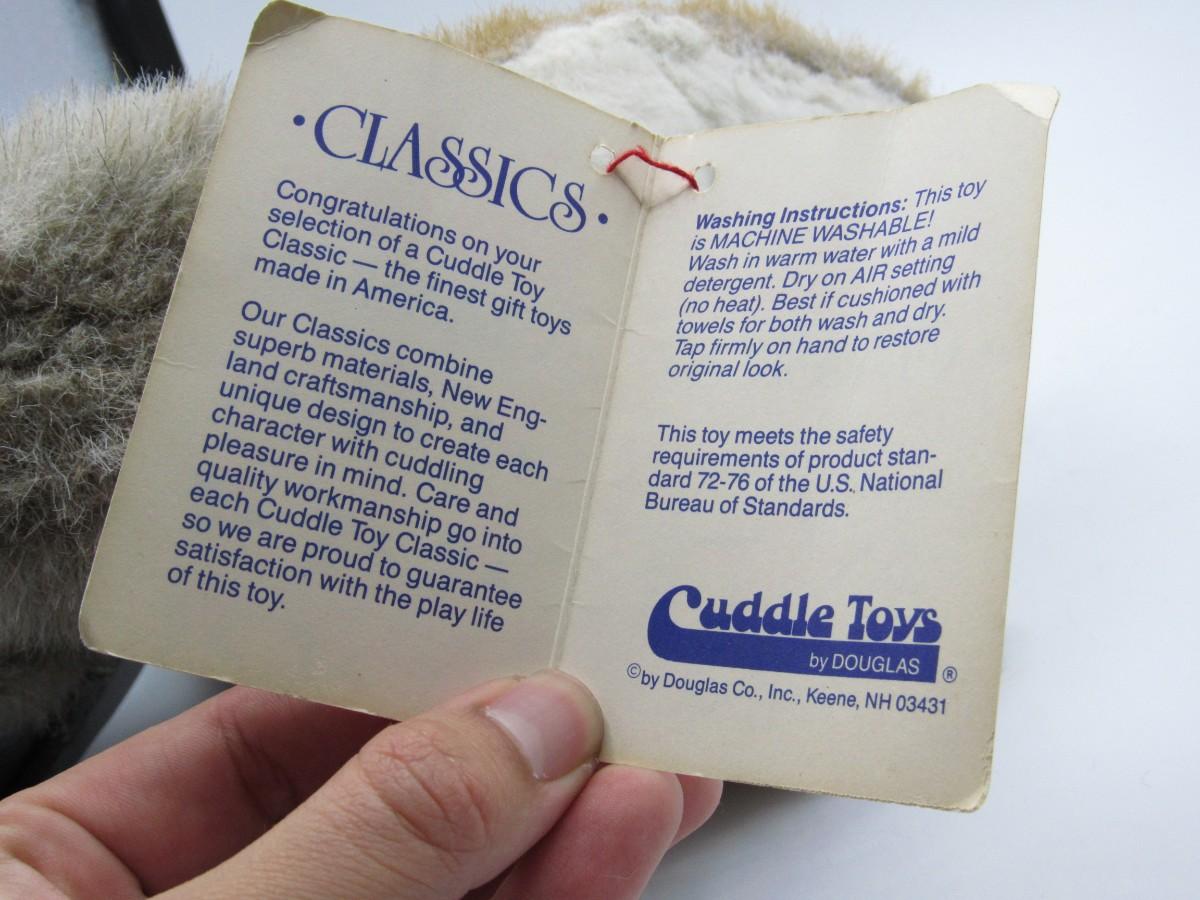 • CLASSICS •
Congratulations on your
selection of a Cuddle Toy
Classic — the finest gift toys
made in America.
Our Classics combine
superb materials, New Eng-
land craftsmanship, and
unique design to create each
character with cuddling
pleasure in mind. Care and
quality workmanship go into
each Cuddle Toy Classic —
so we are proud to guarantee
satisfaction with the play life
of this toy.
Washing Instructions: This toy
is MACHINE WASHABLE!
Wash in warm water with a mild
detergent. Dry on AIR setting
(no heat). Best if cushioned with
towels for both wash and dry.
Tap firmly on hand to restore
original look.
This toy meets the safety
requirements of product stan-
dard 72-76 of the U.S. National
Bureau of Standards.
Cuddle Toys
by DOUGLAS ®
©by Douglas Co., Inc., Keene, NH 03431